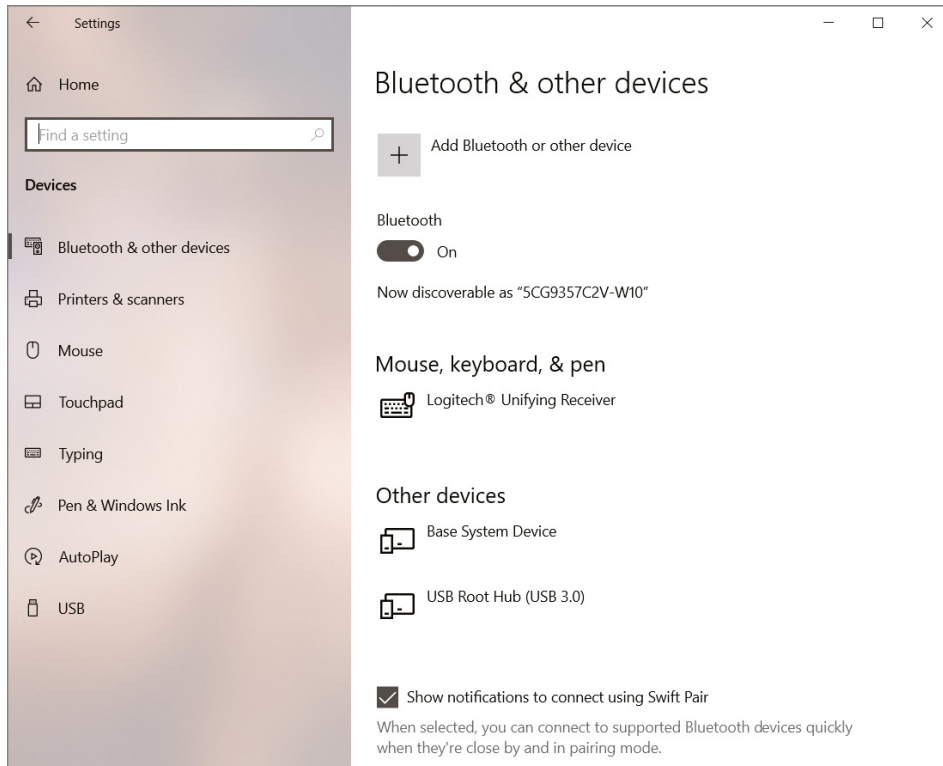 Settings
Home
Find a setting
Devices
Bluetooth & other devices
Printers & scanners
Mouse
Touchpad
Typing
Pen & Windows Ink
AutoPlay
USB
Bluetooth & other devices
Add Bluetooth or other device
Bluetooth
On
Now discoverable as “5CG9357C2V-W10”
Mouse, keyboard, & pen
Logitech® Unifying Receiver
Other devices
Base System Device
USB Root Hub (USB 3.0)
Show notifications to connect using Swift Pair
When selected, you can connect to supported Bluetooth devices quickly
when they're close by and in pairing mode.